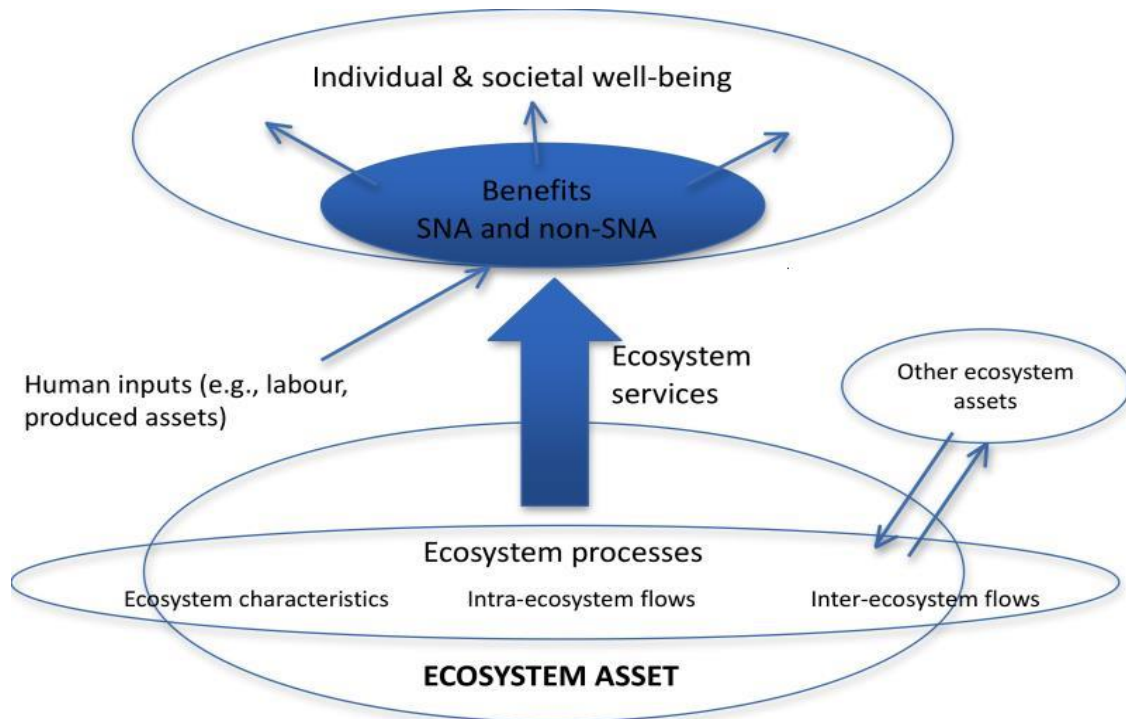 Individual & societal well-being
Benefits
SNA and non-SNA
Ecosystem
services
Human inputs (e.g., labour,
produced assets)
Other ecosystem
assets
Ecosystem processes
Ecosystem characteristics
Intra-ecosystem flows
Inter-ecosystem flows
ECOSYSTEM ASSET